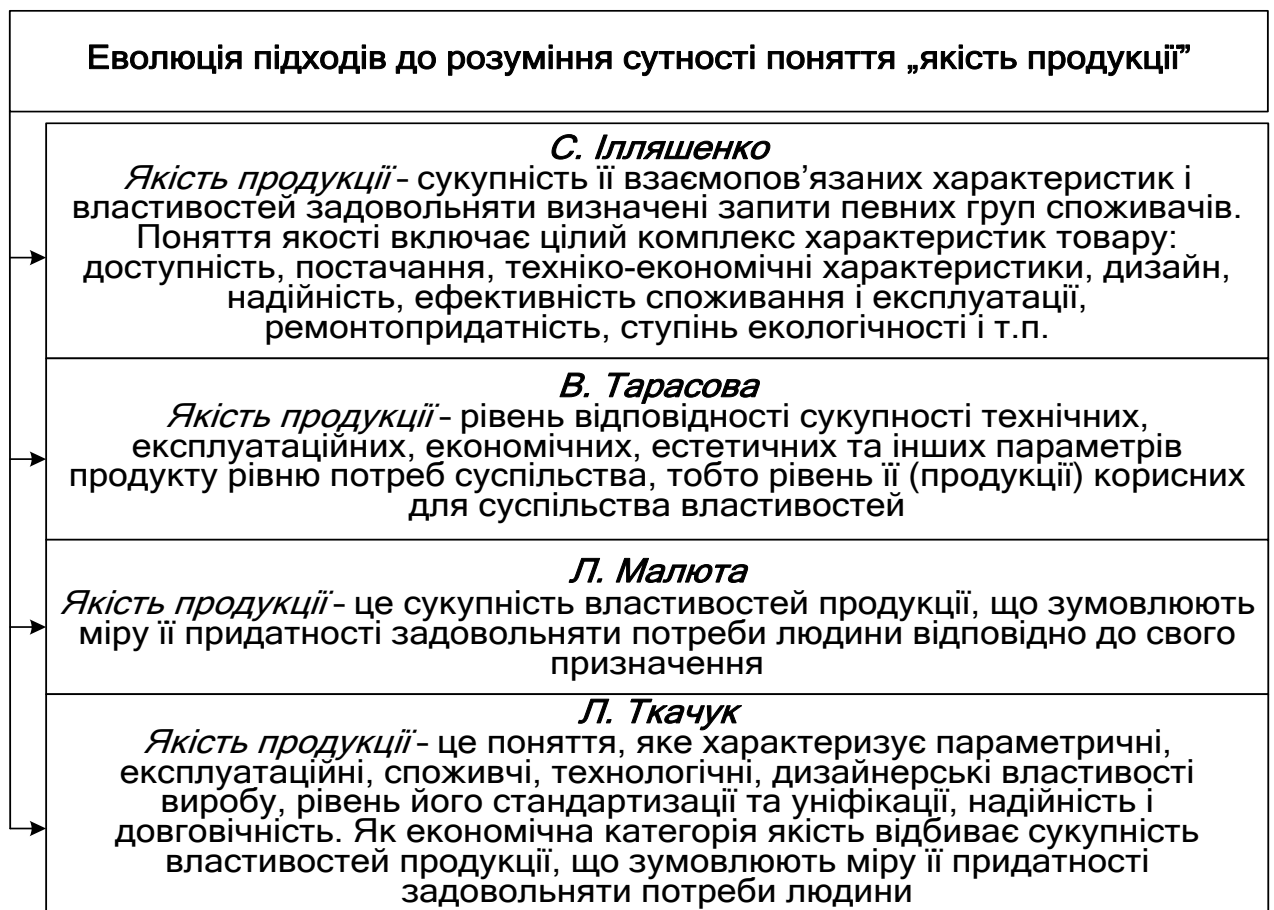 Еволюція підходів до розуміння сутності поняття „якість продукції”
С. Ілляшенко
Якість продукції – сукупність її взаємопов’язаних характеристик і
властивостей задовольняти визначені запити певних груп споживачів.
Поняття якості включає цілий комплекс характеристик товару:
доступність, постачання, техніко-економічні характеристики, дизайн,
надійність, ефективність споживання і експлуатації,
ремонтопридатність, ступінь екологічності і т.п.
В. Тарасова
Якість продукції – рівень відповідності сукупності технічних,
експлуатаційних, економічних, естетичних та інших параметрів
продукту рівню потреб суспільства, тобто рівень її (продукції) корисних
для суспільства властивостей
Л. Малюта
Якість продукції – це сукупність властивостей продукції, що зумовлюють
міру її придатності задовольняти потреби людини відповідно до свого
призначення
Л. Ткачук
Якість продукції – це поняття, яке характеризує параметричні,
експлуатаційні, споживчі, технологічні, дизайнерські властивості
виробу, рівень його стандартизації та уніфікації, надійність і
довговічність. Як економічна категорія якість відбиває сукупність
властивостей продукції, що зумовлюють міру її придатності
задовольняти потреби людини